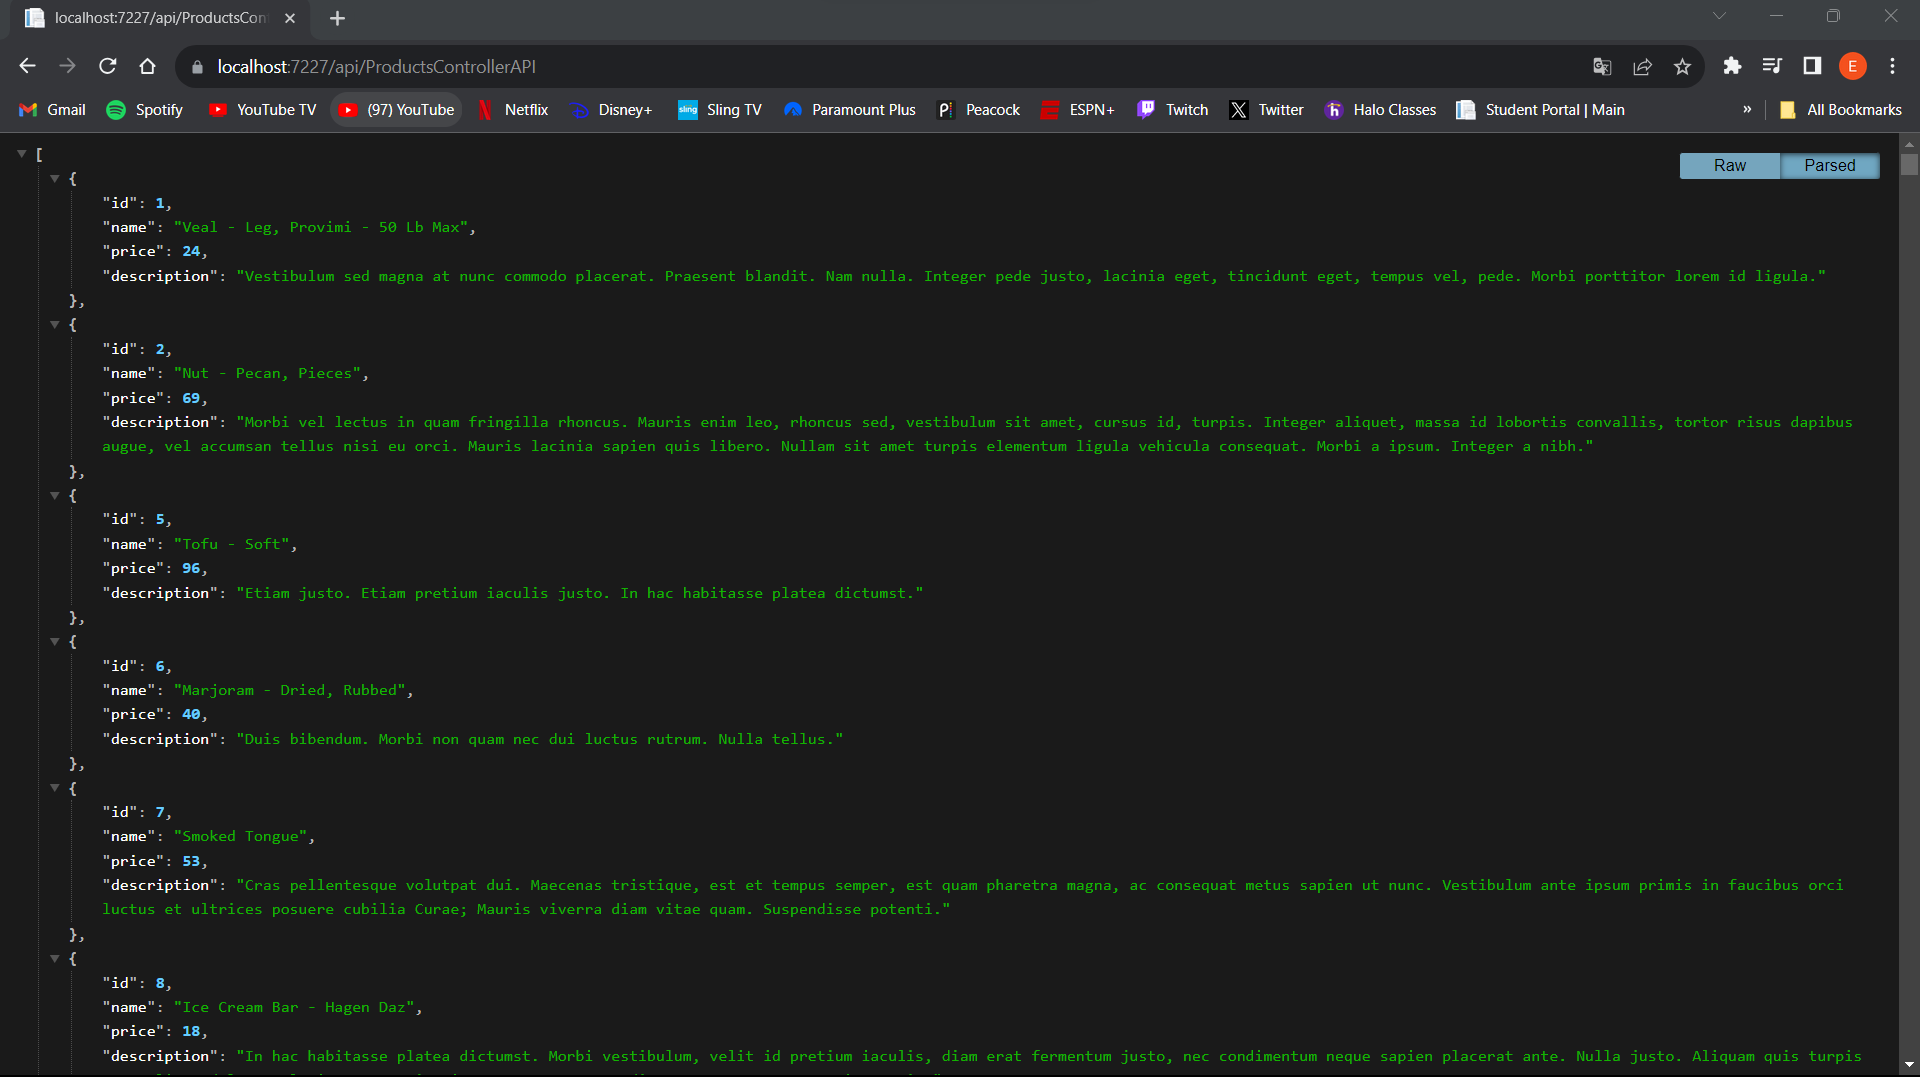 localhost:7227/api/ProductsCon
localhost:7227/api/ProductsControllerAPI
E
Gmail Spotify YouTube TV (97) YouTube Netflix Disney+ sling Sling TV Paramount Plus Peacock ESPN+ Twitch Twitter h Halo Classes Student Portal | Main » All Bookmarks
Raw Parsed
[
{
"id": 1,
"name": "Veal - Leg, Provimi - 50 Lb Max",
"price": 24,
"description": "Vestibulum sed magna at nunc commodo placerat. Praesent blandit. Nam nulla. Integer pede justo, lacinia eget, tincidunt eget, tempus vel, pede. Morbi porttitor lorem id ligula."
},
{
"id": 2,
"name": "Nut - Pecan, Pieces",
"price": 69,
"description": "Morbi vel lectus in quam fringilla rhoncus. Mauris enim leo, rhoncus sed, vestibulum sit amet, cursus id, turpis. Integer aliquet, massa id lobortis convallis, tortor risus dapibus
augue, vel accumsan tellus nisi eu orci. Mauris lacinia sapien quis libero. Nullam sit amet turpis elementum ligula vehicula consequat. Morbi a ipsum. Integer a nibh."
},
{
"id": 5,
"name": "Tofu - Soft",
"price": 96,
"description": "Etiam justo. Etiam pretium iaculis justo. In hac habitasse platea dictumst."
},
{
"id": 6,
"name": "Marjoram - Dried, Rubbed",
"price": 40,
"description": "Duis bibendum. Morbi non quam nec dui luctus rutrum. Nulla tellus."
},
{
"id": 7,
"name": "Smoked Tongue",
"price": 53,
"description": "Cras pellentesque volutpat dui. Maecenas tristique, est et tempus semper, est quam pharetra magna, ac consequat metus sapien ut nunc. Vestibulum ante ipsum primis in faucibus orci
luctus et ultrices posuere cubilia Curae; Mauris viverra diam vitae quam. Suspendisse potenti."
},
{
"id": 8,
"name": "Ice Cream Bar - Hagen Daz",
"price": 18,
"description": "In hac habitasse platea dictumst. Morbi vestibulum, velit id pretium iaculis, diam erat fermentum justo, nec condimentum neque sapien placerat ante. Nulla justo. Aliquam quis turpis